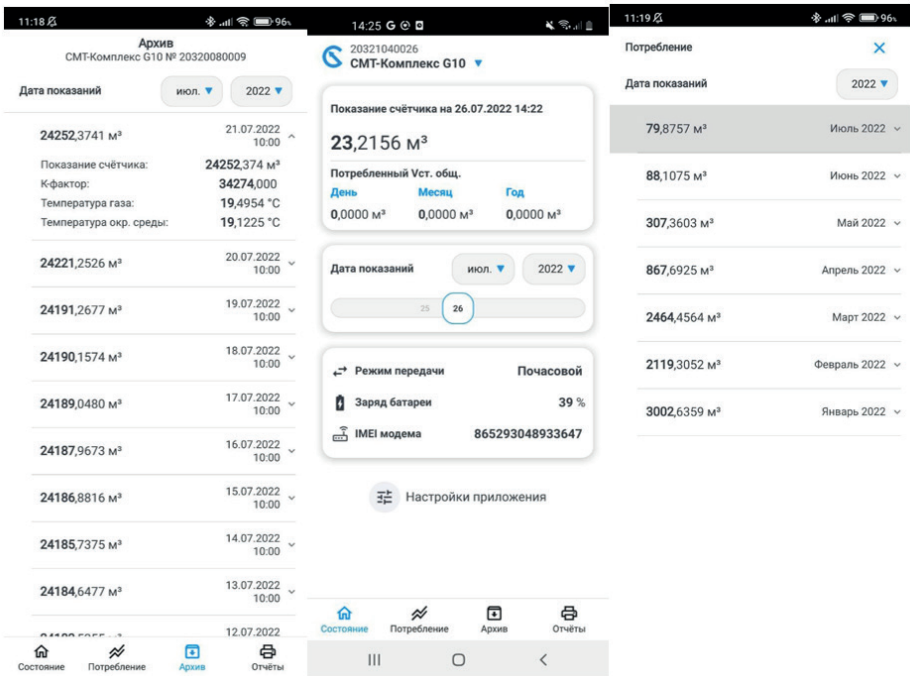 11:18 96%
Архив
СМТ-Комплекс G10 № 20320080009
Дата показаний июл. ▼ 2022 ▼
24252,3741 м³ 21.07.2022 10:00
Показание счётчика: 24252,374 м³
К-фактор: 34274,000
Температура газа: 19,4954 °C
Температура окр. среды: 19,1225 °C
24221,2526 м³ 20.07.2022 10:00
24191,2677 м³ 19.07.2022 10:00
24190,1574 м³ 18.07.2022 10:00
24189,0480 м³ 17.07.2022 10:00
24187,9673 м³ 16.07.2022 10:00
24186,8816 м³ 15.07.2022 10:00
24185,7375 м³ 14.07.2022 10:00
24184,6477 м³ 13.07.2022 10:00
12.07.2022
Состояние Потребление Архив Отчёты
14:25 G
20321040026
СМТ-Комплекс G10 ▼
Показание счётчика на 26.07.2022 14:22
23,2156 м³
Потребленный Vст. общ.
День Месяц Год
0,0000 м³ 0,0000 м³ 0,0000 м³
Дата показаний июл. ▼ 2022 ▼
25 26
Режим передачи Почасовой
Заряд батареи 39 %
IMEI модема 865293048933647
Настройки приложения
Состояние Потребление Архив Отчёты
11:19 96%
Потребление ×
Дата показаний 2022 ▼
79,8757 м³ Июль 2022
88,1075 м³ Июнь 2022
307,3603 м³ Май 2022
867,6925 м³ Апрель 2022
2464,4564 м³ Март 2022
2119,3052 м³ Февраль 2022
3002,6359 м³ Январь 2022